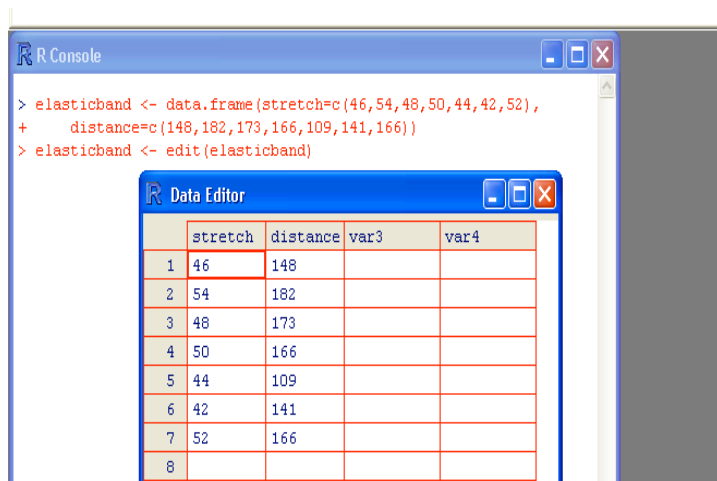 R R Console
> elasticband <- data.frame(stretch=c(46,54,48,50,44,42,52),
+ distance=c(148,182,173,166,109,141,166))
> elasticband <- edit(elasticband)
R Data Editor
stretch distance var3 var4
1 46 148
2 54 182
3 48 173
4 50 166
5 44 109
6 42 141
7 52 166
8